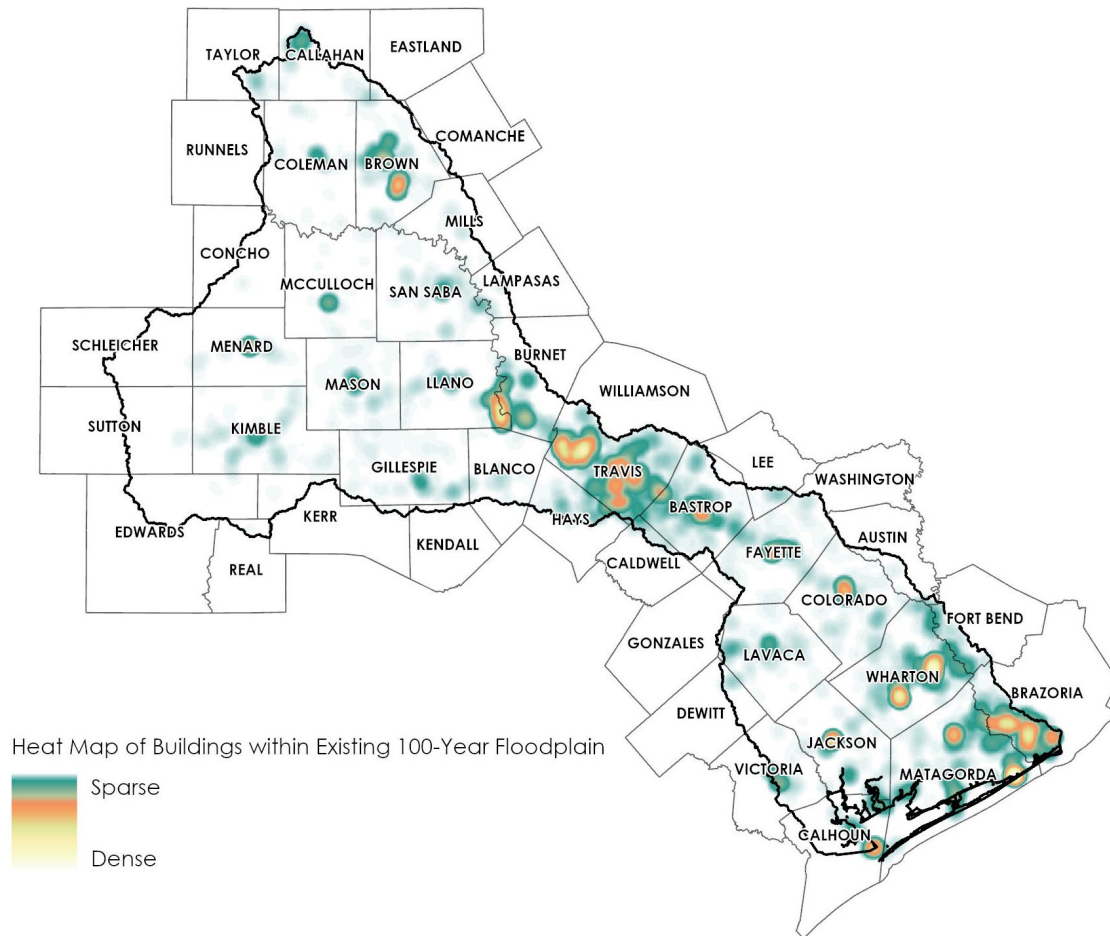 TAYLOR
CALLAHAN
EASTLAND
RUNNELS
COLEMAN
BROWN
COMANCHE
MILLS
CONCHO
MCCULLOCH
SAN SABA
LAMPASAS
SCHLEICHER
MENARD
BURNET
MASON
LLANO
WILLIAMSON
SUTTON
KIMBLE
GILLESPIE
BLANCO
TRAVIS
LEE
WASHINGTON
BASTROP
EDWARDS
KERR
HAYS
REAL
KENDALL
CALDWELL
FAYETTE
AUSTIN
COLORADO
FORT BEND
GONZALES
LAVACA
WHARTON
BRAZORIA
DEWITT
JACKSON
VICTORIA
MATAGORDA
CALHOUN
Heat Map of Buildings within Existing 100-Year Floodplain
Sparse
Dense